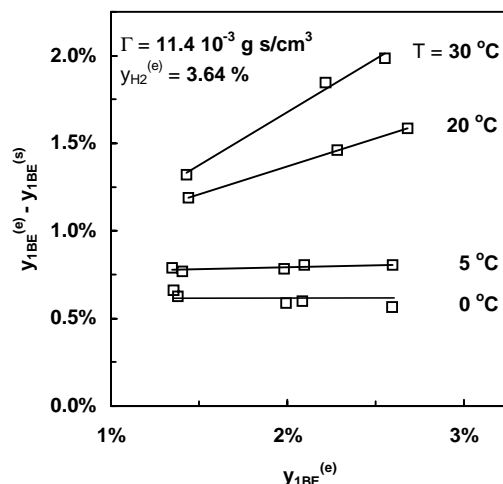 Γ = 11.4 10⁻³ g s/cm³
y_H2^(e) = 3.64 %
T = 30 °C
20 °C
5 °C
0 °C
2.0%
1.5%
1.0%
0.5%
0.0%
1%
2%
3%
y_1BE^(e) - y_1BE^(s)
y_1BE^(e)